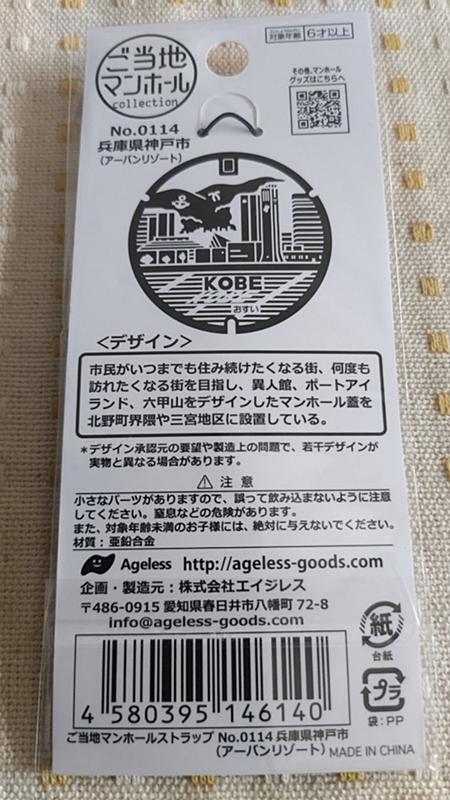 ご当地
マンホール
collection
対象年齢 6才以上
その他、マンホール
グッズはこちらへ
No.0114
兵庫県神戸市
（アーバンリゾート）
KOBE
おすい
＜デザイン＞
市民がいつまでも住み続けたくなる街、何度も
訪れたくなる街を目指し、異人館、ポートアイ
ランド、六甲山をデザインしたマンホール蓋を
北野町界隈や三宮地区に設置している。
＊デザイン承認元の要望や製造上の問題で、若干デザインが
実物と異なる場合があります。
⚠ 注 意
小さなパーツがありますので、誤って飲み込まないように注意
してください。窒息などの危険があります。
また、対象年齢未満のお子様には、絶対に与えないでください。
材質：亜鉛合金
Ageless http://ageless-goods.com
企画・製造元：株式会社エイジレス
〒486-0915 愛知県春日井市八幡町 72-8
info@ageless-goods.com
紙
台紙
プラ
袋：PP
4 580395 146140
ご当地マンホールストラップ No.0114 兵庫県神戸市
（アーバンリゾート） MADE IN CHINA